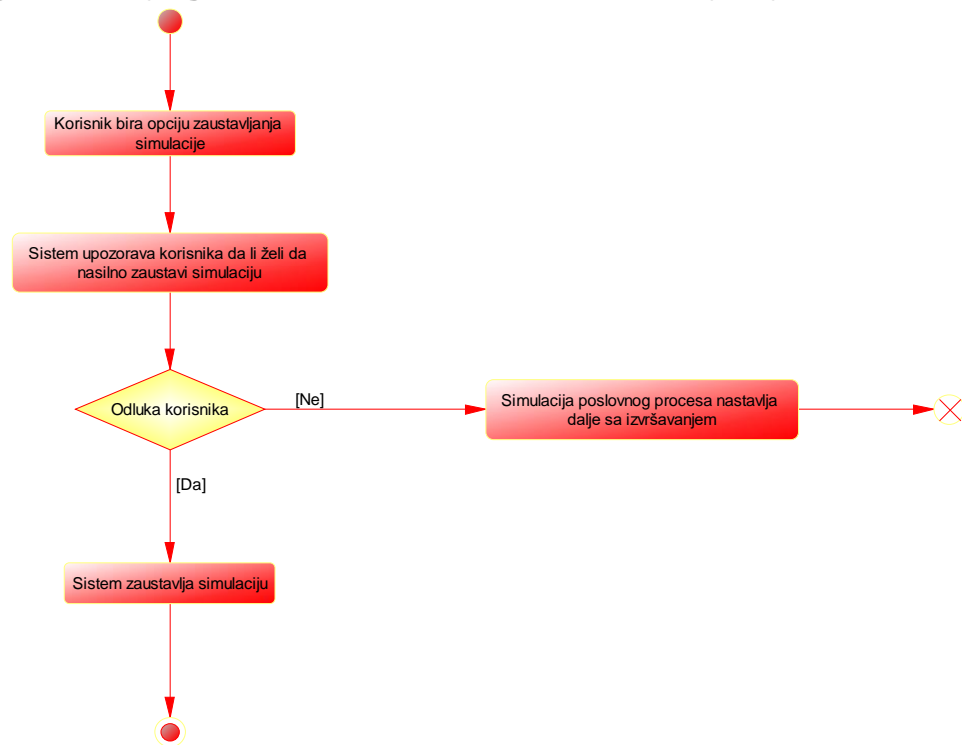 Korisnik bira opciju zaustavljanja
simulacije
Sistem upozorava korisnika da li želi da
nasilno zaustavi simulaciju
Odluka korisnika
[Ne]
Simulacija poslovnog procesa nastavlja
dalje sa izvršavanjem
[Da]
Sistem zaustavlja simulaciju